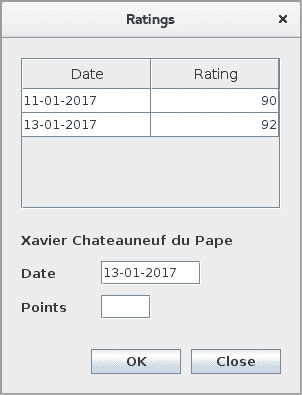 Ratings ×
Date Rating
11-01-2017 90
13-01-2017 92
Xavier Chateauneuf du Pape
Date 13-01-2017
Points
OK Close